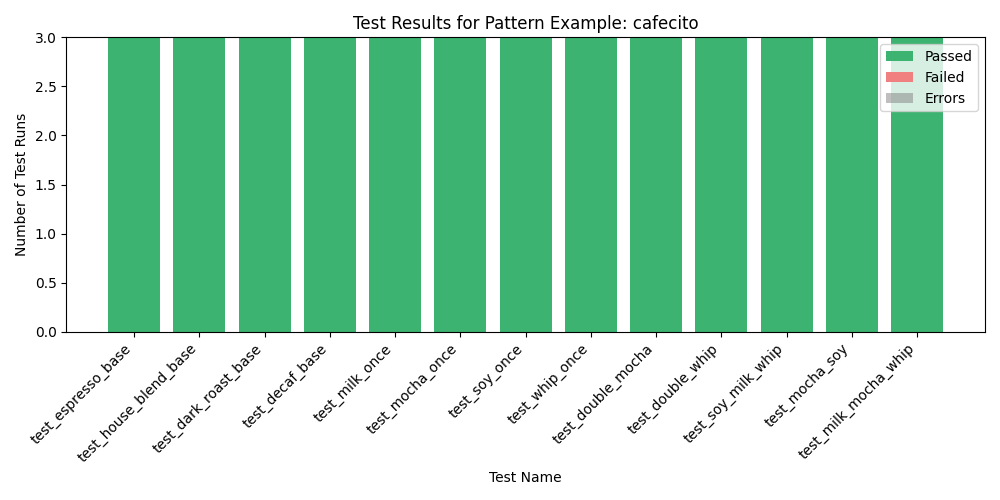 Test Results for Pattern Example: cafecito
Passed
Failed
Errors
Number of Test Runs
3.0
2.5
2.0
1.5
1.0
0.5
0.0
test_espresso_base
test_house_blend_base
test_dark_roast_base
test_decaf_base
test_milk_once
test_mocha_once
test_soy_once
test_whip_once
test_double_mocha
test_double_whip
test_soy_milk_whip
test_mocha_soy
test_milk_mocha_whip
Test Name